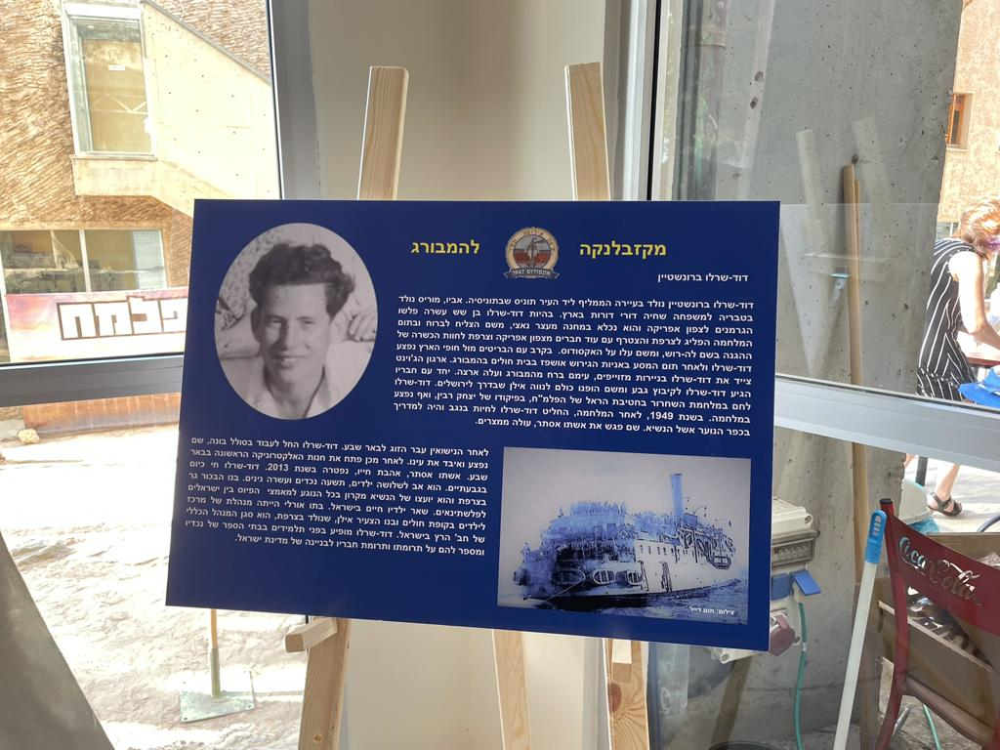 מקזבלנקה להמבורג
אקסודוס 1947
דוד-שרלו ברונשטיין
דוד-שרלו ברונשטיין נולד בעיירה הממליף ליד העיר תוניס שבתוניסיה. אביו, מוריס נולד
בטבריה למשפחה שחיה דורי דורות בארץ. בהיות דוד-שרלו בן שש עשרה פלשו
הגרמנים לצפון אפריקה והוא נכלא במחנה מעצר נאצי, משם הצליח לברוח ובתום
המלחמה הפליג לצרפת והצטרף עם עוד חברים מצפון אפריקה וצרפת לחוות הכשרה של
ההגנה בשם לה-רוש, ומשם עלו על האקסודוס. בקרב עם הבריטים מול חופי הארץ נפצע
דוד-שרלו ולאחר תום המסע באניות הגירוש אושפז בבית חולים בהמבורג. ארגון הג'וינט
צייד את דוד-שרלו בניירות מזוייפים, עימם ברח מהמבורג ועלה ארצה. יחד עם חבריו
הגיע דוד-שרלו לקיבוץ גבע ומשם הופנו כולם לנווה אילן שבדרך לירושלים. דוד-שרלו
לחם במלחמת השחרור בחטיבת הראל של הפלמ"ח, בפיקודו של יצחק רבין, ואף נפצע
במלחמה. בשנת 1949, לאחר המלחמה, החליט דוד-שרלו לחיות בנגב והיה למדריך
בכפר הנוער אשל הנשיא. שם פגש את אשתו אסתר, עולה ממצרים.
לאחר הנישואין עבר הזוג לבאר שבע. דוד-שרלו החל לעבוד בסולל בונה, שם
נפצע ואיבד את עינו. לאחר מכן פתח את חנות האלקטרוניקה הראשונה בבאר
שבע. אשתו אסתר, אהבת חייו, נפטרה בשנת 2013. דוד-שרלו חי כיום
בגבעתיים. הוא אב לשלושה ילדים, תשעה נכדים ועשרה נינים. בנו הבכור גר
בצרפת והוא יועצו של הנשיא מקרון בכל הנוגע למאמצי הפיוס בין ישראלים
לפלשתינאים. שאר ילדיו חיים בישראל. בתו אורלי הייתה מנהלת של מרכז
לילדים בקופת חולים ובנו הצעיר אילן, שנולד בצרפת, הוא סגן המנהל הכללי
של חב' הרץ בישראל. דוד-שרלו מופיע בפני תלמידים בבתי הספר של נכדיו
ומספר להם על תרומתו ותרומת חבריו לבניינה של מדינת ישראל.
צילום: תום דייל
פלמח
Coca-Cola